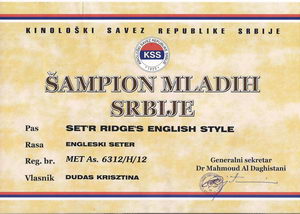 KINOLOŠKI SAVEZ REPUBLIKE SRBIJE
KSS
ŠAMPION MLADIH
SRBIJE
Pas SET'R RIDGE'S ENGLISH STYLE
Rasa ENGLESKI SETER
Reg. br. MET As. 6312/H/12
Vlasnik DUDAS KRISZTINA
Generalni sekretar
Dr Mahmoud Al Daghistani